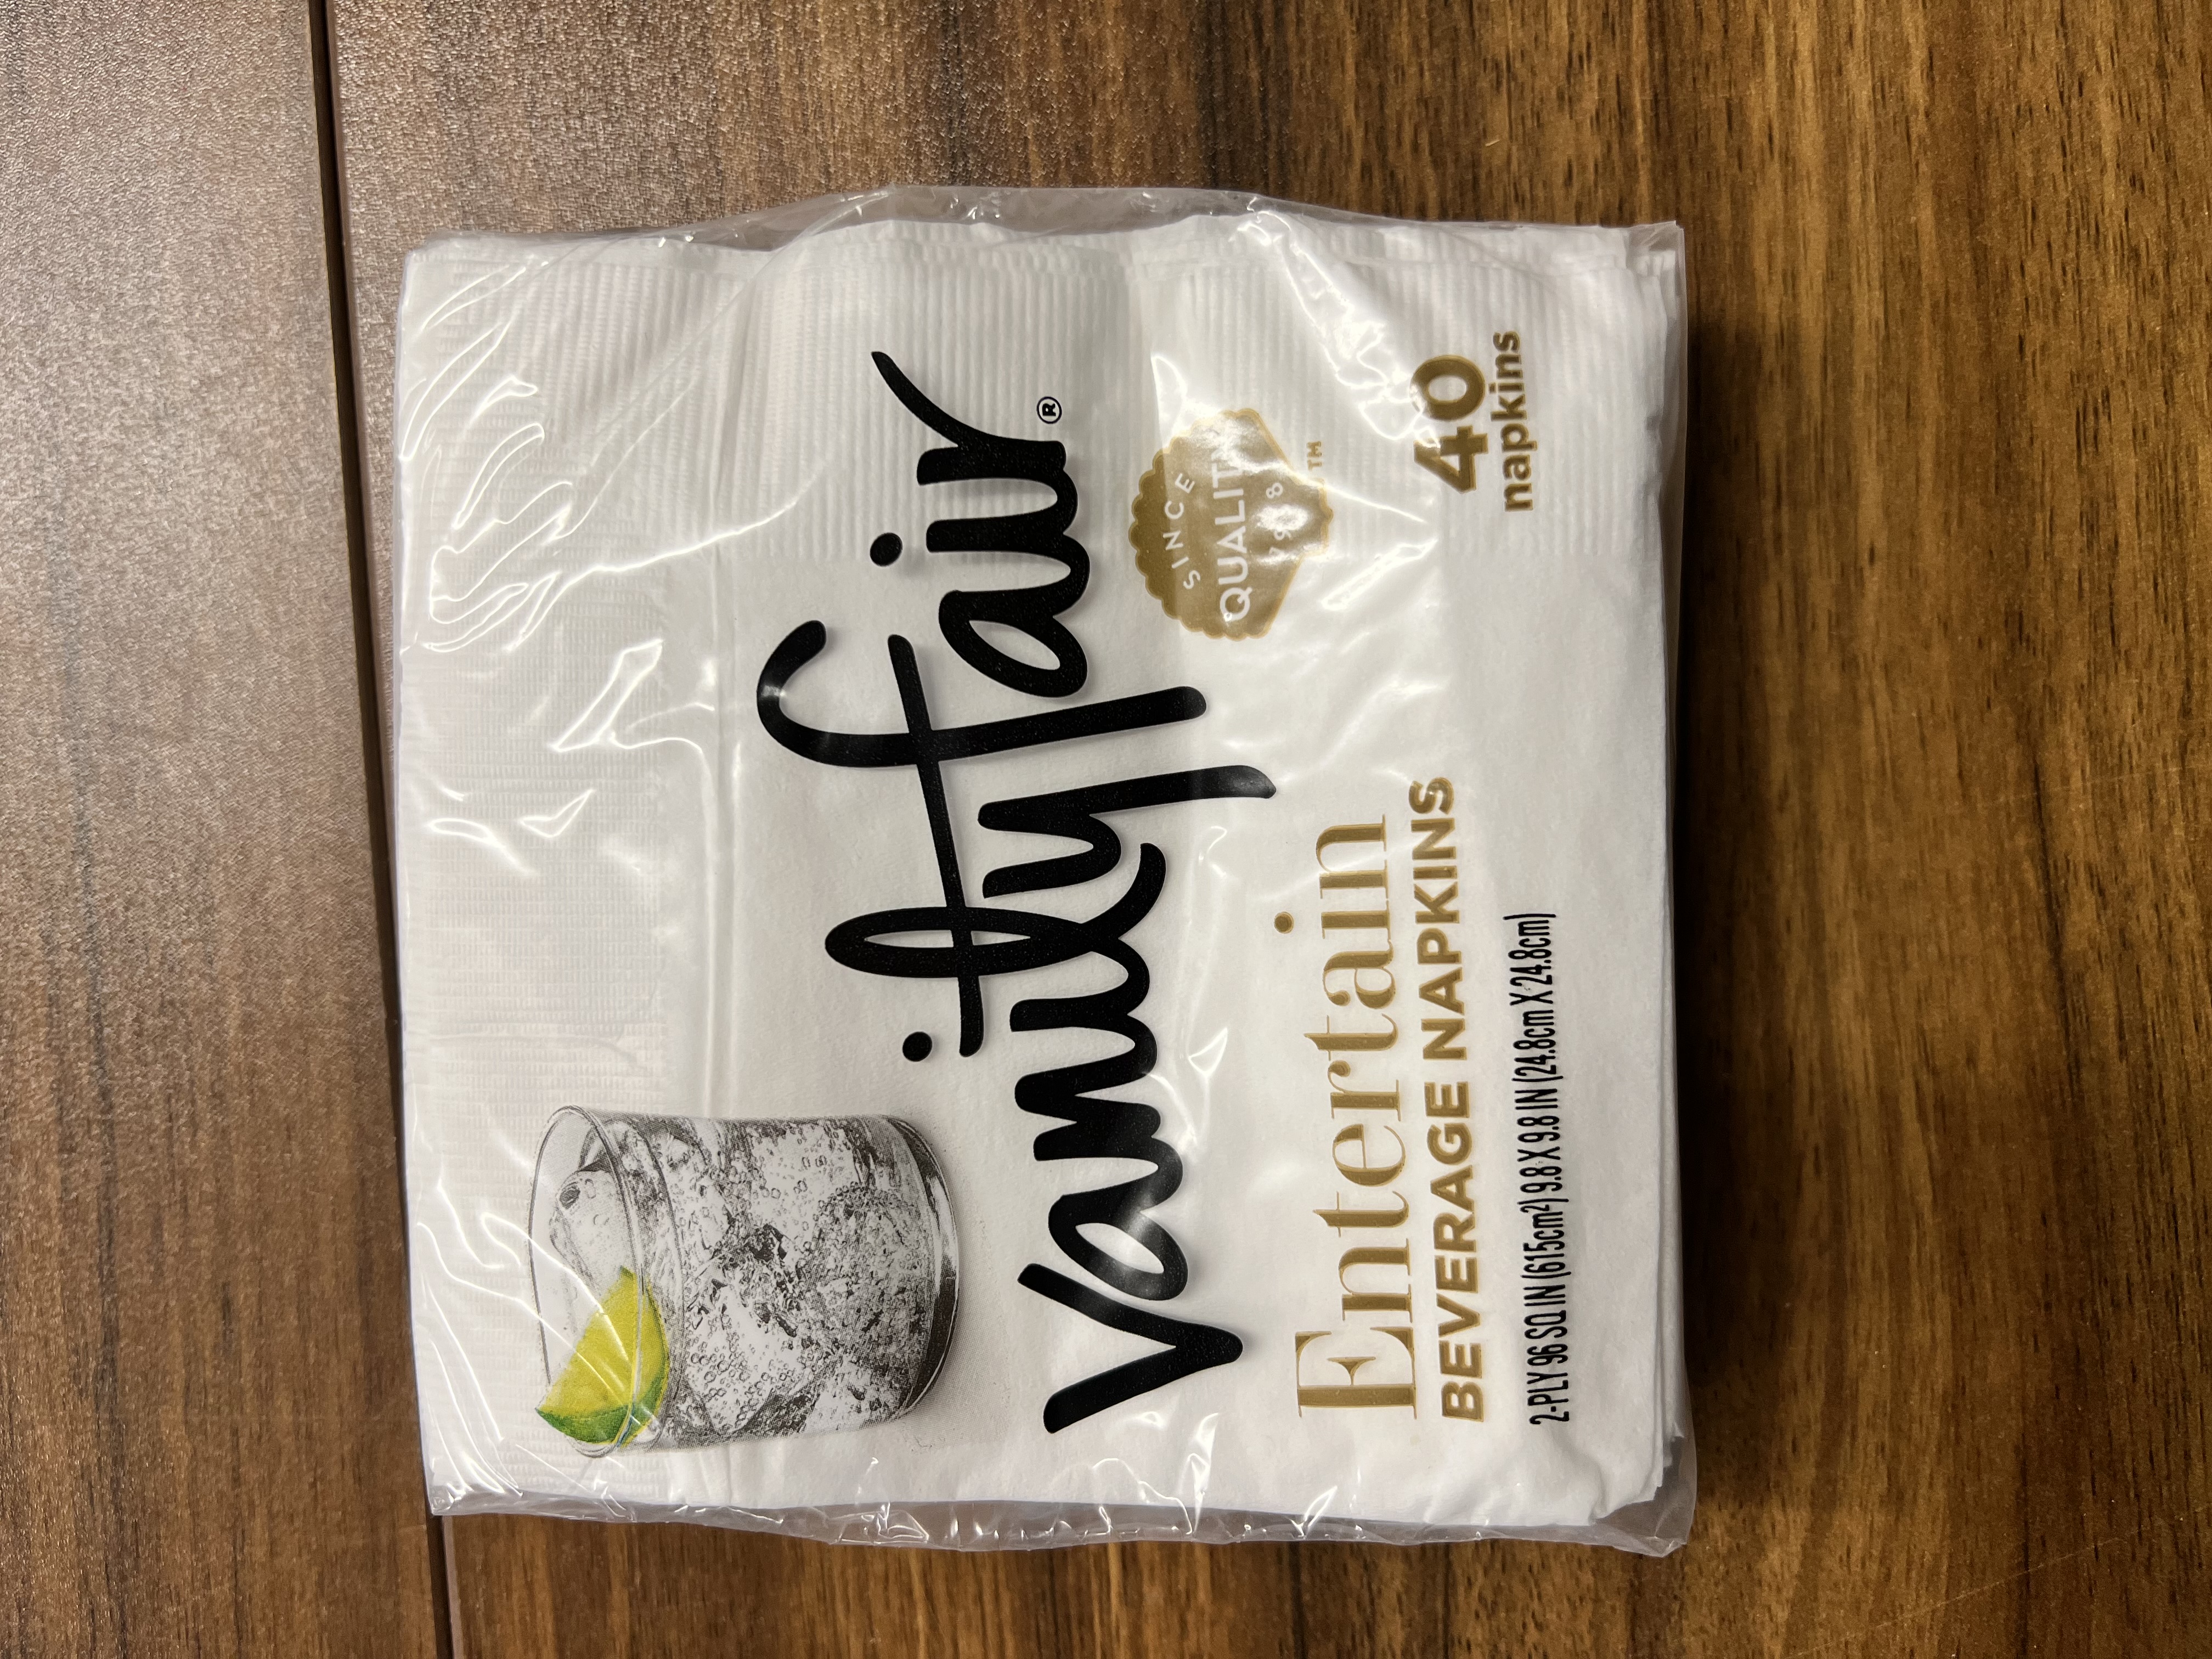 vanity fair®
SINCE
QUALITY
™
Entertain
BEVERAGE NAPKINS
40
napkins
2-PLY 96 SQ IN (615cm²) 9.8 X 9.8 IN (24.8cm X 24.8cm)